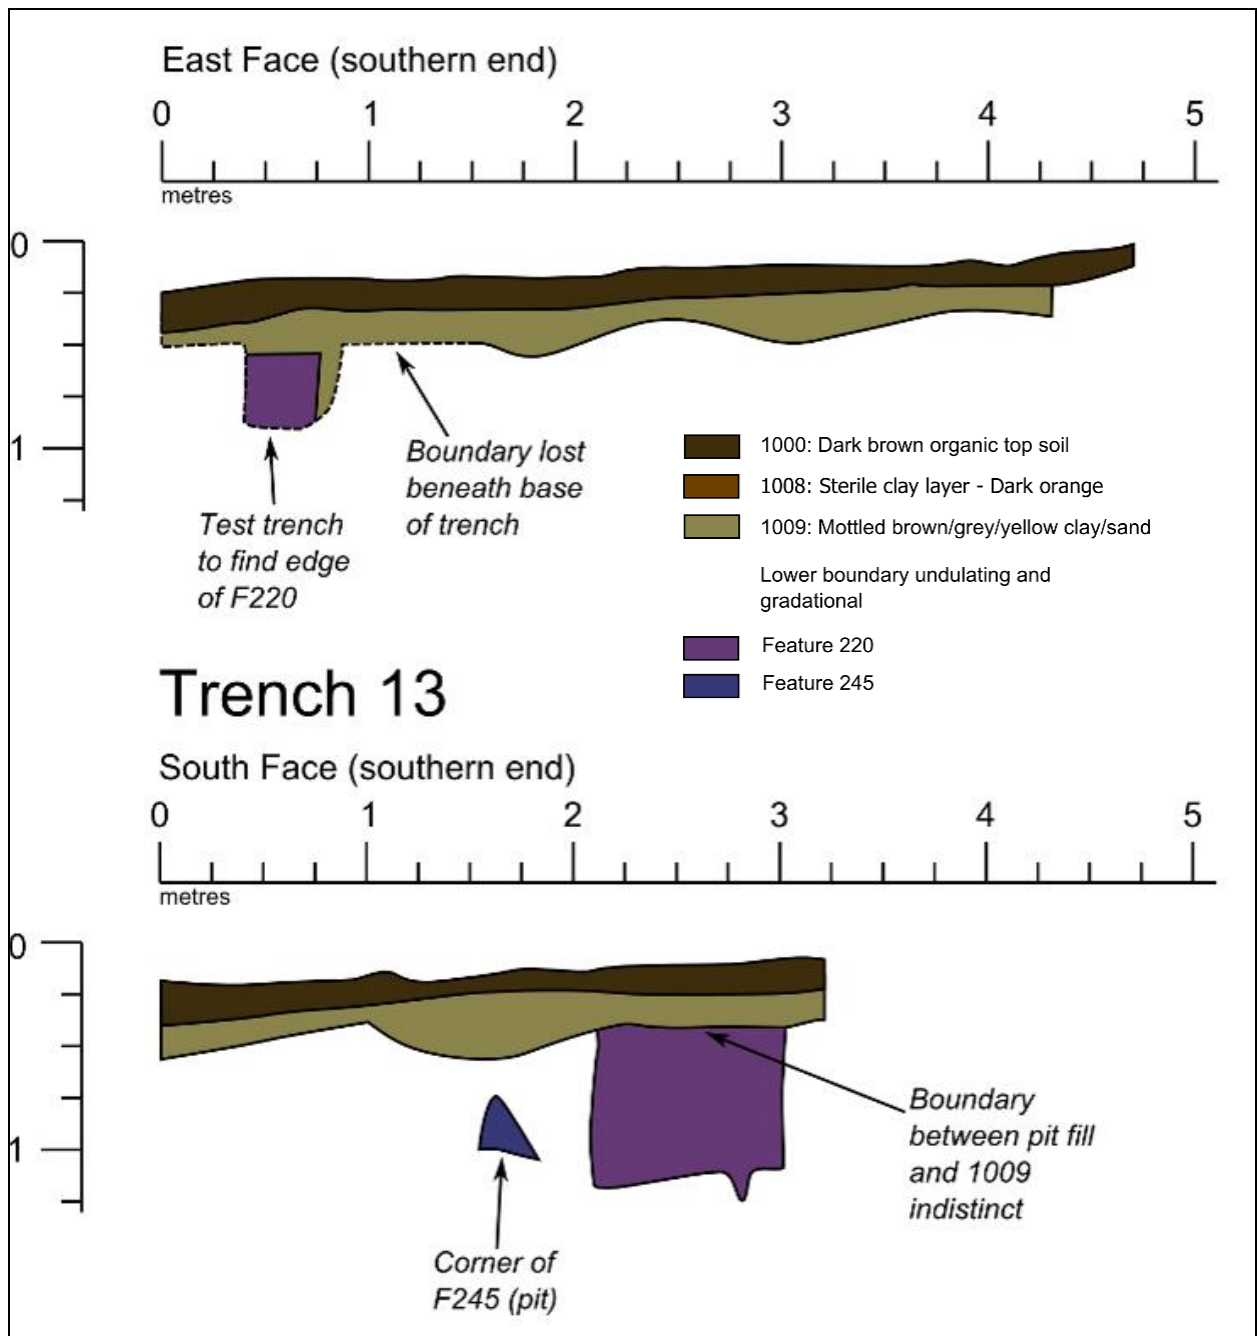 East Face (southern end)
0 1 2 3 4 5
metres
0
1
Boundary lost
beneath base
of trench
Test trench
to find edge
of F220
1000: Dark brown organic top soil
1008: Sterile clay layer - Dark orange
1009: Mottled brown/grey/yellow clay/sand
Lower boundary undulating and
gradational
Feature 220
Feature 245
Trench 13
South Face (southern end)
0 1 2 3 4 5
metres
0
1
Boundary
between pit fill
and 1009
indistinct
Corner of
F245 (pit)